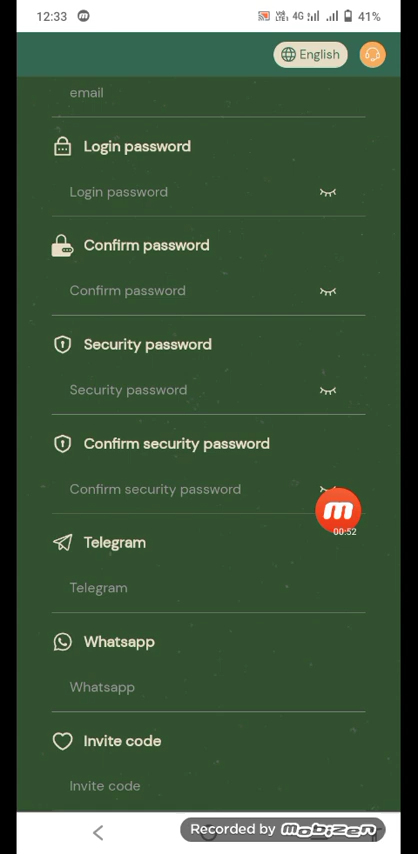 12:33
4G
41%
English
email
Login password
Login password
Confirm password
Confirm password
Security password
Security password
Confirm security password
Confirm security password
m
00:52
Telegram
Telegram
Whatsapp
Whatsapp
Invite code
Invite code
Recorded by mobizen